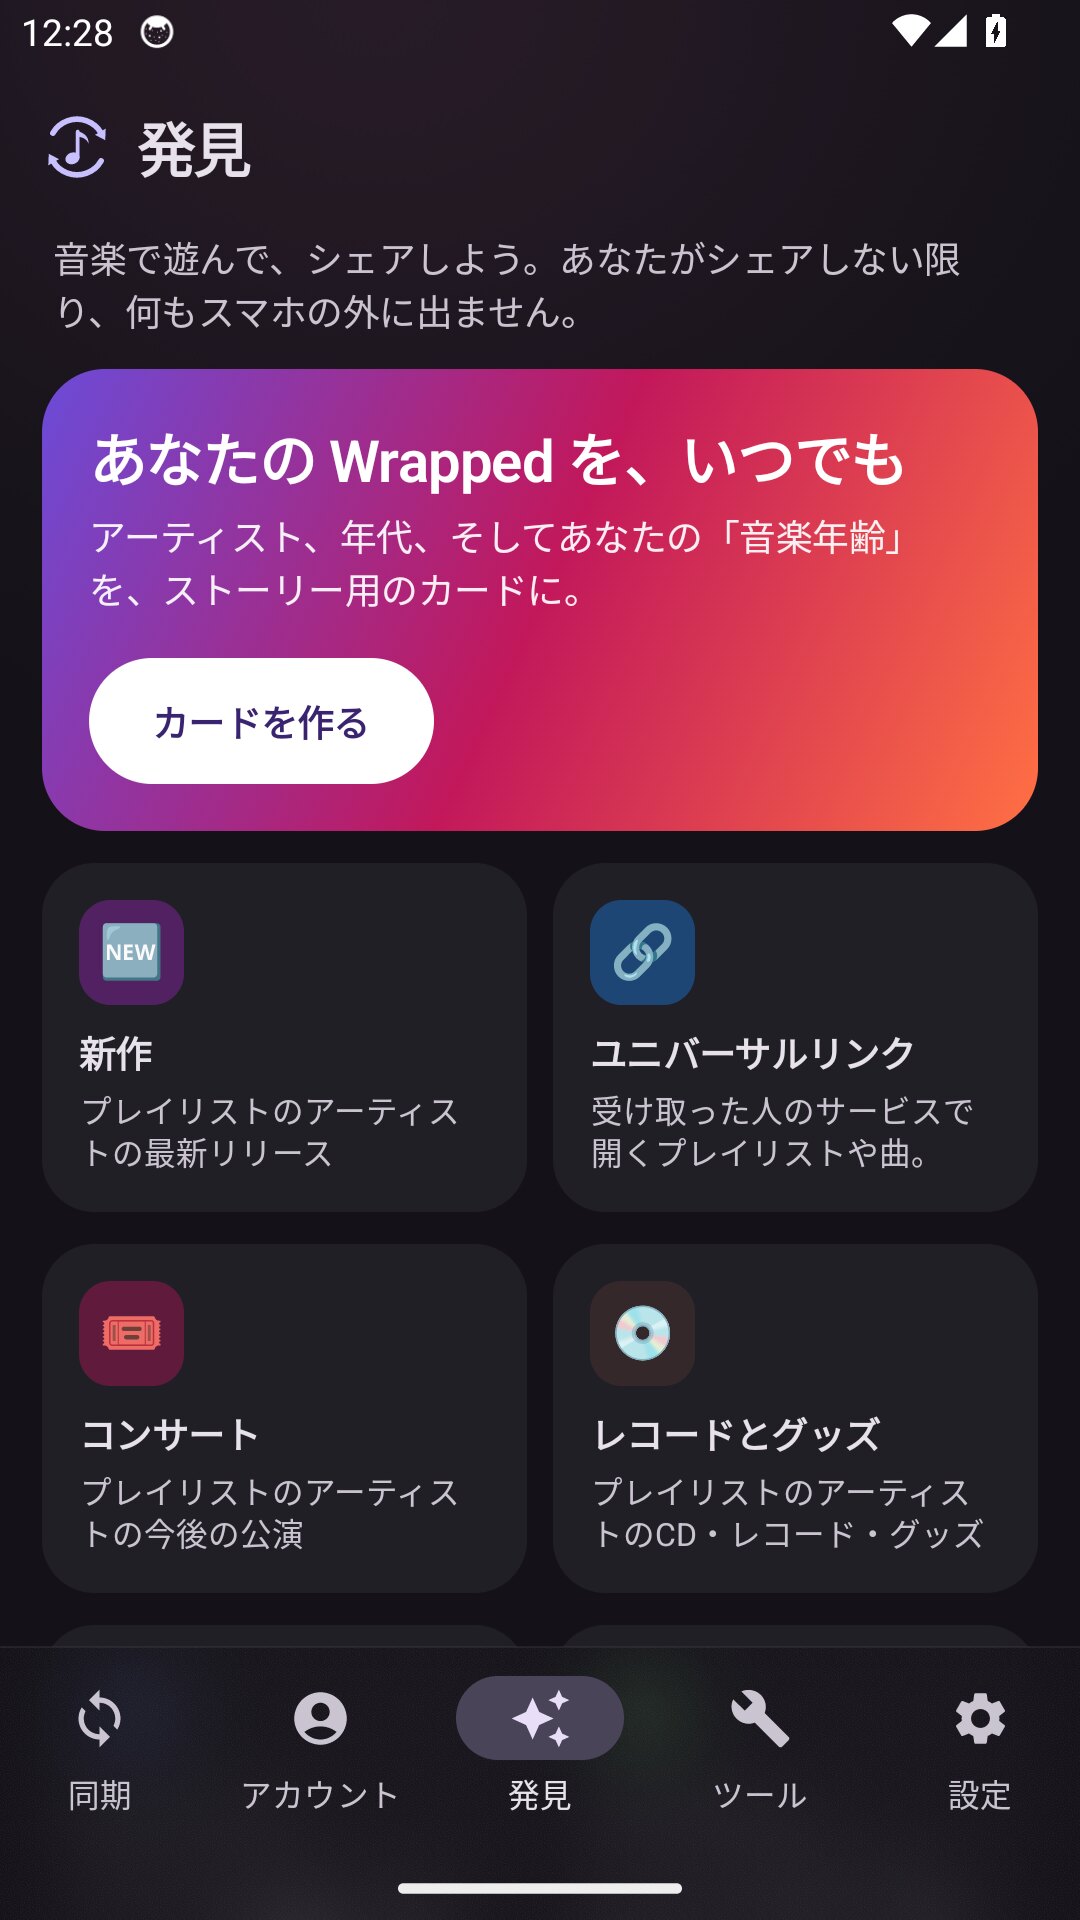 12:28
発見
音楽で遊んで、シェアしよう。あなたがシェアしない限
り、何もスマホの外に出ません。
あなたの Wrapped を、いつでも
アーティスト、年代、そしてあなたの「音楽年齢」
を、ストーリー用のカードに。
カードを作る
NEW
新作
プレイリストのアーティス
トの最新リリース
ユニバーサルリンク
受け取った人のサービスで
開くプレイリストや曲。
コンサート
プレイリストのアーティス
トの今後の公演
レコードとグッズ
プレイリストのアーティス
トのCD・レコード・グッズ
同期
アカウント
発見
ツール
設定